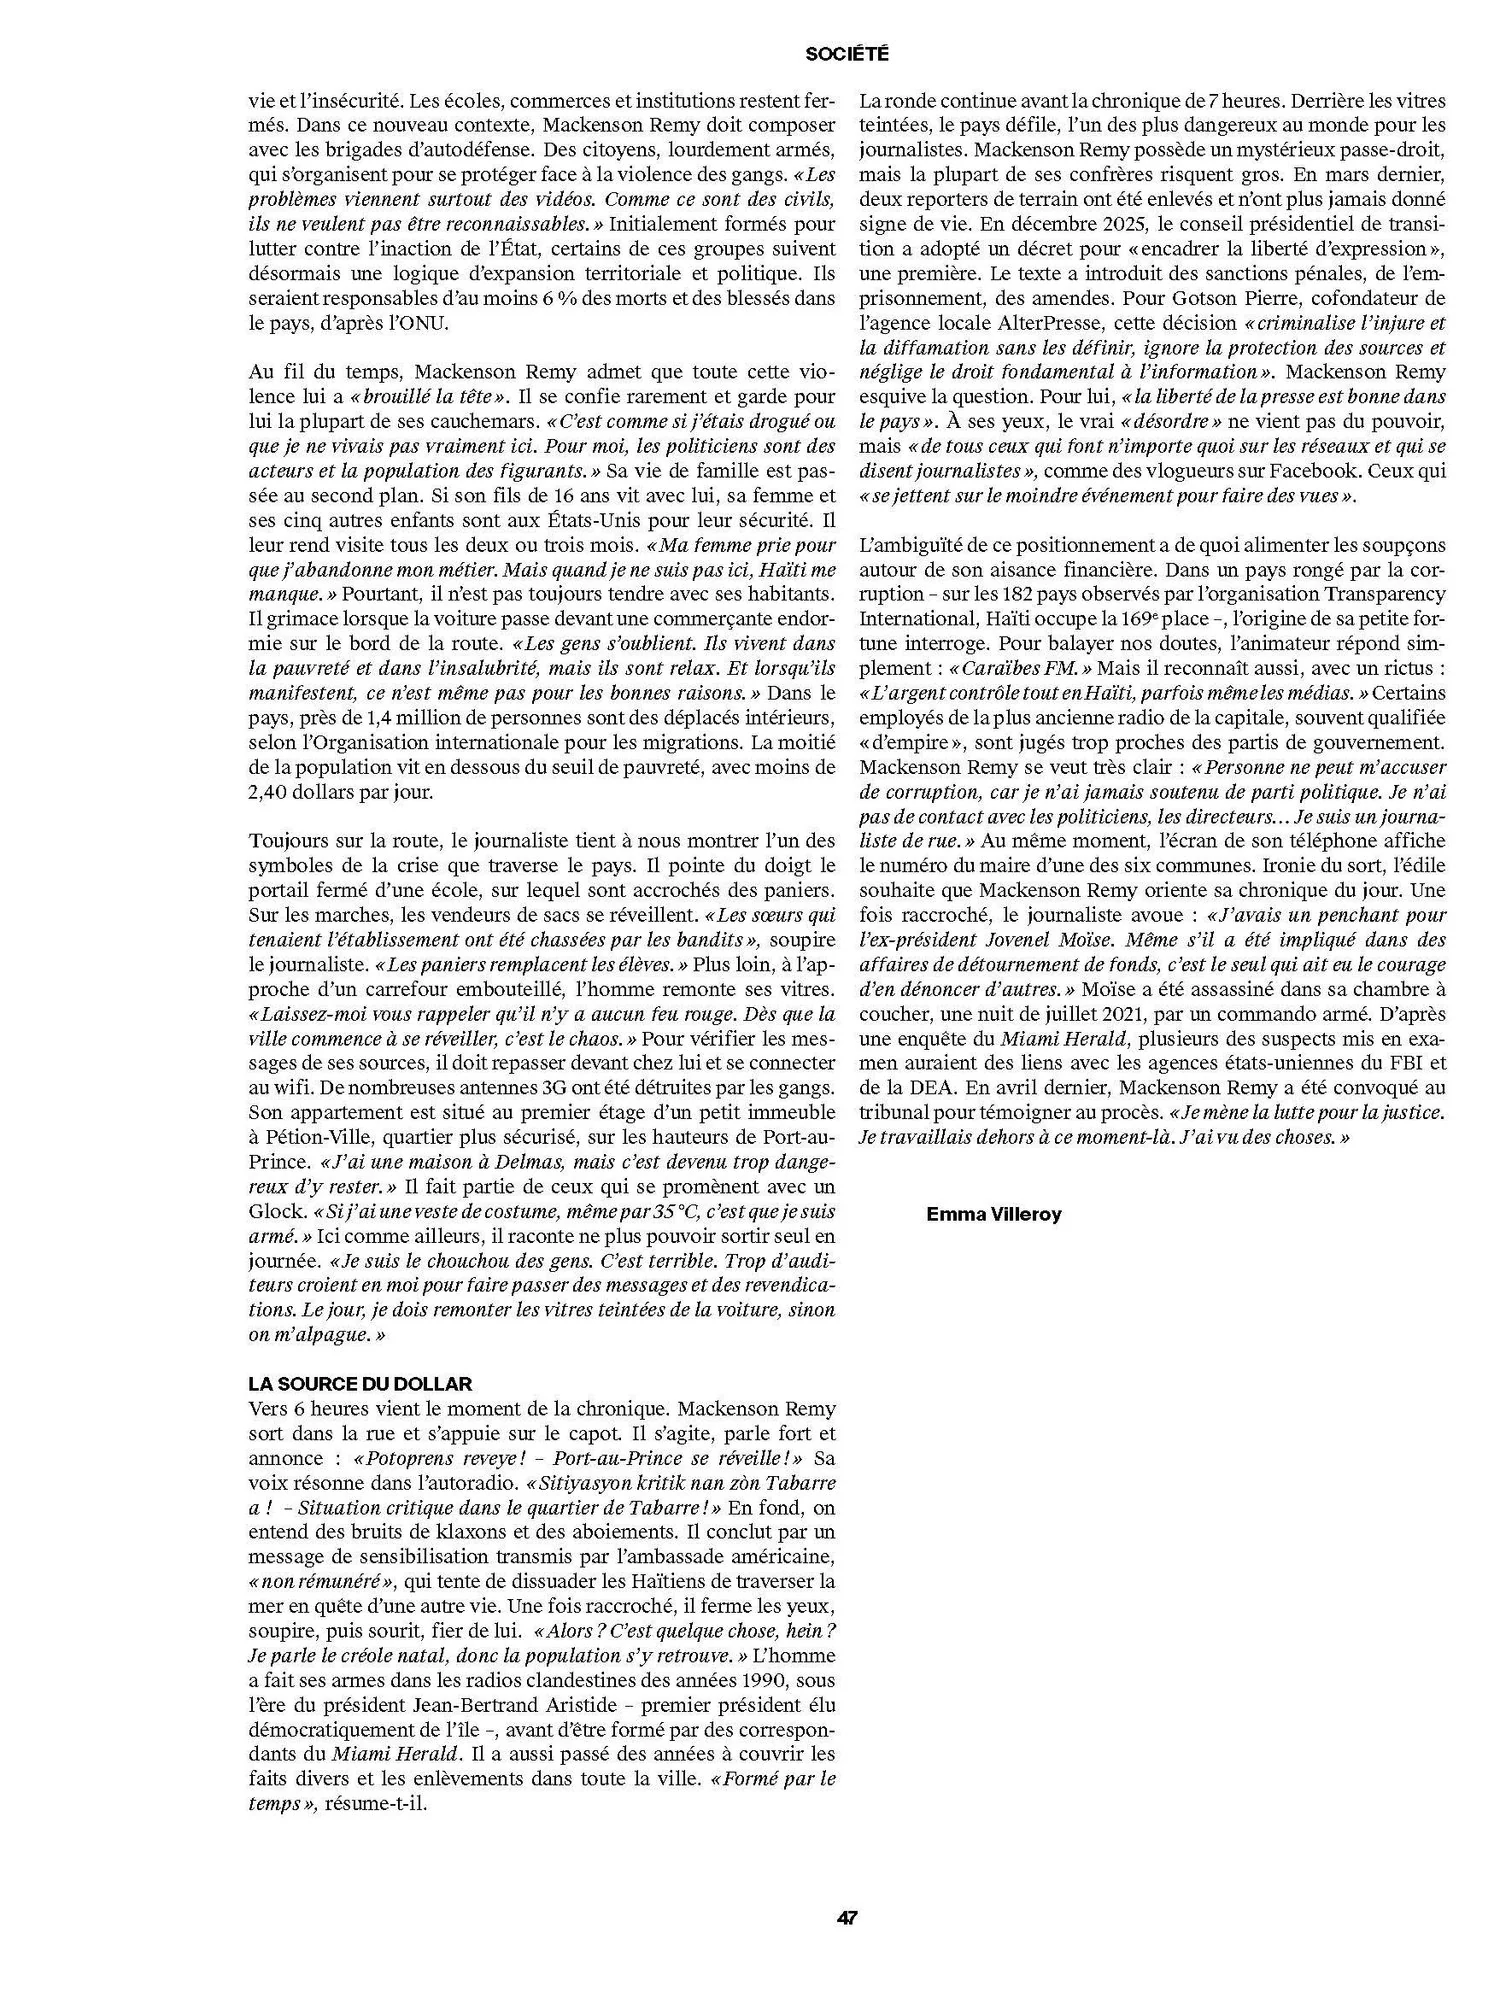 SOCIÉTÉ
vie et l’insécurité. Les écoles, commerces et institutions restent fer-
més. Dans ce nouveau contexte, Mackenson Remy doit composer
avec les brigades d’autodéfense. Des citoyens, lourdement armés,
qui s’organisent pour se protéger face à la violence des gangs. «Les
problèmes viennent surtout des vidéos. Comme ce sont des civils,
ils ne veulent pas être reconnaissables.» Initialement formés pour
lutter contre l’inaction de l’État, certains de ces groupes suivent
désormais une logique d’expansion territoriale et politique. Ils
seraient responsables d’au moins 6 % des morts et des blessés dans
le pays, d’après l’ONU.
Au fil du temps, Mackenson Remy admet que toute cette vio-
lence lui a «brouillé la tête». Il se confie rarement et garde pour
lui la plupart de ses cauchemars. «C’est comme si j’étais drogué ou
que je ne vivais pas vraiment ici. Pour moi, les politiciens sont des
acteurs et la population des figurants.» Sa vie de famille est pas-
sée au second plan. Si son fils de 16 ans vit avec lui, sa femme et
ses cinq autres enfants sont aux États-Unis pour leur sécurité. Il
leur rend visite tous les deux ou trois mois. «Ma femme prie pour
que j’abandonne mon métier. Mais quand je ne suis pas ici, Haïti me
manque.» Pourtant, il n’est pas toujours tendre avec ses habitants.
Il grimace lorsque la voiture passe devant une commerçante endor-
mie sur le bord de la route. «Les gens s’oublient. Ils vivent dans
la pauvreté et dans l’insalubrité, mais ils sont relax. Et lorsqu’ils
manifestent, ce n’est même pas pour les bonnes raisons.» Dans le
pays, près de 1,4 million de personnes sont des déplacés intérieurs,
selon l’Organisation internationale pour les migrations. La moitié
de la population vit en dessous du seuil de pauvreté, avec moins de
2,40 dollars par jour.
Toujours sur la route, le journaliste tient à nous montrer l’un des
symboles de la crise que traverse le pays. Il pointe du doigt le
portail fermé d’une école, sur lequel sont accrochés des paniers.
Sur les marches, les vendeurs de sacs se réveillent. «Les sœurs qui
tenaient l’établissement ont été chassées par les bandits», soupire
le journaliste. «Les paniers remplacent les élèves.» Plus loin, à l’ap-
proche d’un carrefour embouteillé, l’homme remonte ses vitres.
«Laissez-moi vous rappeler qu’il n’y a aucun feu rouge. Dès que la
ville commence à se réveiller, c’est le chaos.» Pour vérifier les mes-
sages de ses sources, il doit repasser devant chez lui et se connecter
au wifi. De nombreuses antennes 3G ont été détruites par les gangs.
Son appartement est situé au premier étage d’un petit immeuble
à Pétion-Ville, quartier plus sécurisé, sur les hauteurs de Port-au-
Prince. «J’ai une maison à Delmas, mais c’est devenu trop dange-
reux d’y rester.» Il fait partie de ceux qui se promènent avec un
Glock. «Si j’ai une veste de costume, même par 35 °C, c’est que je suis
armé.» Ici comme ailleurs, il raconte ne plus pouvoir sortir seul en
journée. «Je suis le chouchou des gens. C’est terrible. Trop d’audi-
teurs croient en moi pour faire passer des messages et des revendica-
tions. Le jour, je dois remonter les vitres teintées de la voiture, sinon
on m’alpague.»
LA SOURCE DU DOLLAR
Vers 6 heures vient le moment de la chronique. Mackenson Remy
sort dans la rue et s’appuie sur le capot. Il s’agite, parle fort et
annonce : «Potoprens reveye! – Port-au-Prince se réveille!» Sa
voix résonne dans l’autoradio. «Sitiyasyon kritik nan zòn Tabarre
a ! – Situation critique dans le quartier de Tabarre!» En fond, on
entend des bruits de klaxons et des aboiements. Il conclut par un
message de sensibilisation transmis par l’ambassade américaine,
«non rémunéré», qui tente de dissuader les Haïtiens de traverser la
mer en quête d’une autre vie. Une fois raccroché, il ferme les yeux,
soupire, puis sourit, fier de lui. «Alors ? C’est quelque chose, hein ?
Je parle le créole natal, donc la population s’y retrouve.» L’homme
a fait ses armes dans les radios clandestines des années 1990, sous
l’ère du président Jean-Bertrand Aristide – premier président élu
démocratiquement de l’île –, avant d’être formé par des correspon-
dants du Miami Herald. Il a aussi passé des années à couvrir les
faits divers et les enlèvements dans toute la ville. «Formé par le
temps», résume-t-il.
La ronde continue avant la chronique de 7 heures. Derrière les vitres
teintées, le pays défile, l’un des plus dangereux au monde pour les
journalistes. Mackenson Remy possède un mystérieux passe-droit,
mais la plupart de ses confrères risquent gros. En mars dernier,
deux reporters de terrain ont été enlevés et n’ont plus jamais donné
signe de vie. En décembre 2025, le conseil présidentiel de transi-
tion a adopté un décret pour «encadrer la liberté d’expression»,
une première. Le texte a introduit des sanctions pénales, de l’em-
prisonnement, des amendes. Pour Gotson Pierre, cofondateur de
l’agence locale AlterPresse, cette décision «criminalise l’injure et
la diffamation sans les définir, ignore la protection des sources et
néglige le droit fondamental à l’information». Mackenson Remy
esquive la question. Pour lui, «la liberté de la presse est bonne dans
le pays». À ses yeux, le vrai «désordre» ne vient pas du pouvoir,
mais «de tous ceux qui font n’importe quoi sur les réseaux et qui se
disent journalistes», comme des vlogueurs sur Facebook. Ceux qui
«se jettent sur le moindre événement pour faire des vues».
L’ambiguïté de ce positionnement a de quoi alimenter les soupçons
autour de son aisance financière. Dans un pays rongé par la cor-
ruption – sur les 182 pays observés par l’organisation Transparency
International, Haïti occupe la 169e place –, l’origine de sa petite for-
tune interroge. Pour balayer nos doutes, l’animateur répond sim-
plement : «Caraïbes FM.» Mais il reconnaît aussi, avec un rictus :
«L’argent contrôle tout en Haïti, parfois même les médias.» Certains
employés de la plus ancienne radio de la capitale, souvent qualifiée
«d’empire», sont jugés trop proches des partis de gouvernement.
Mackenson Remy se veut très clair : «Personne ne peut m’accuser
de corruption, car je n’ai jamais soutenu de parti politique. Je n’ai
pas de contact avec les politiciens, les directeurs... Je suis un journa-
liste de rue.» Au même moment, l’écran de son téléphone affiche
le numéro du maire d’une des six communes. Ironie du sort, l’édile
souhaite que Mackenson Remy oriente sa chronique du jour. Une
fois raccroché, le journaliste avoue : «J’avais un penchant pour
l’ex-président Jovenel Moïse. Même s’il a été impliqué dans des
affaires de détournement de fonds, c’est le seul qui ait eu le courage
d’en dénoncer d’autres.» Moïse a été assassiné dans sa chambre à
coucher, une nuit de juillet 2021, par un commando armé. D’après
une enquête du Miami Herald, plusieurs des suspects mis en exa-
men auraient des liens avec les agences états-uniennes du FBI et
de la DEA. En avril dernier, Mackenson Remy a été convoqué au
tribunal pour témoigner au procès. «Je mène la lutte pour la justice.
Je travaillais dehors à ce moment-là. J’ai vu des choses.»
Emma Villeroy
47